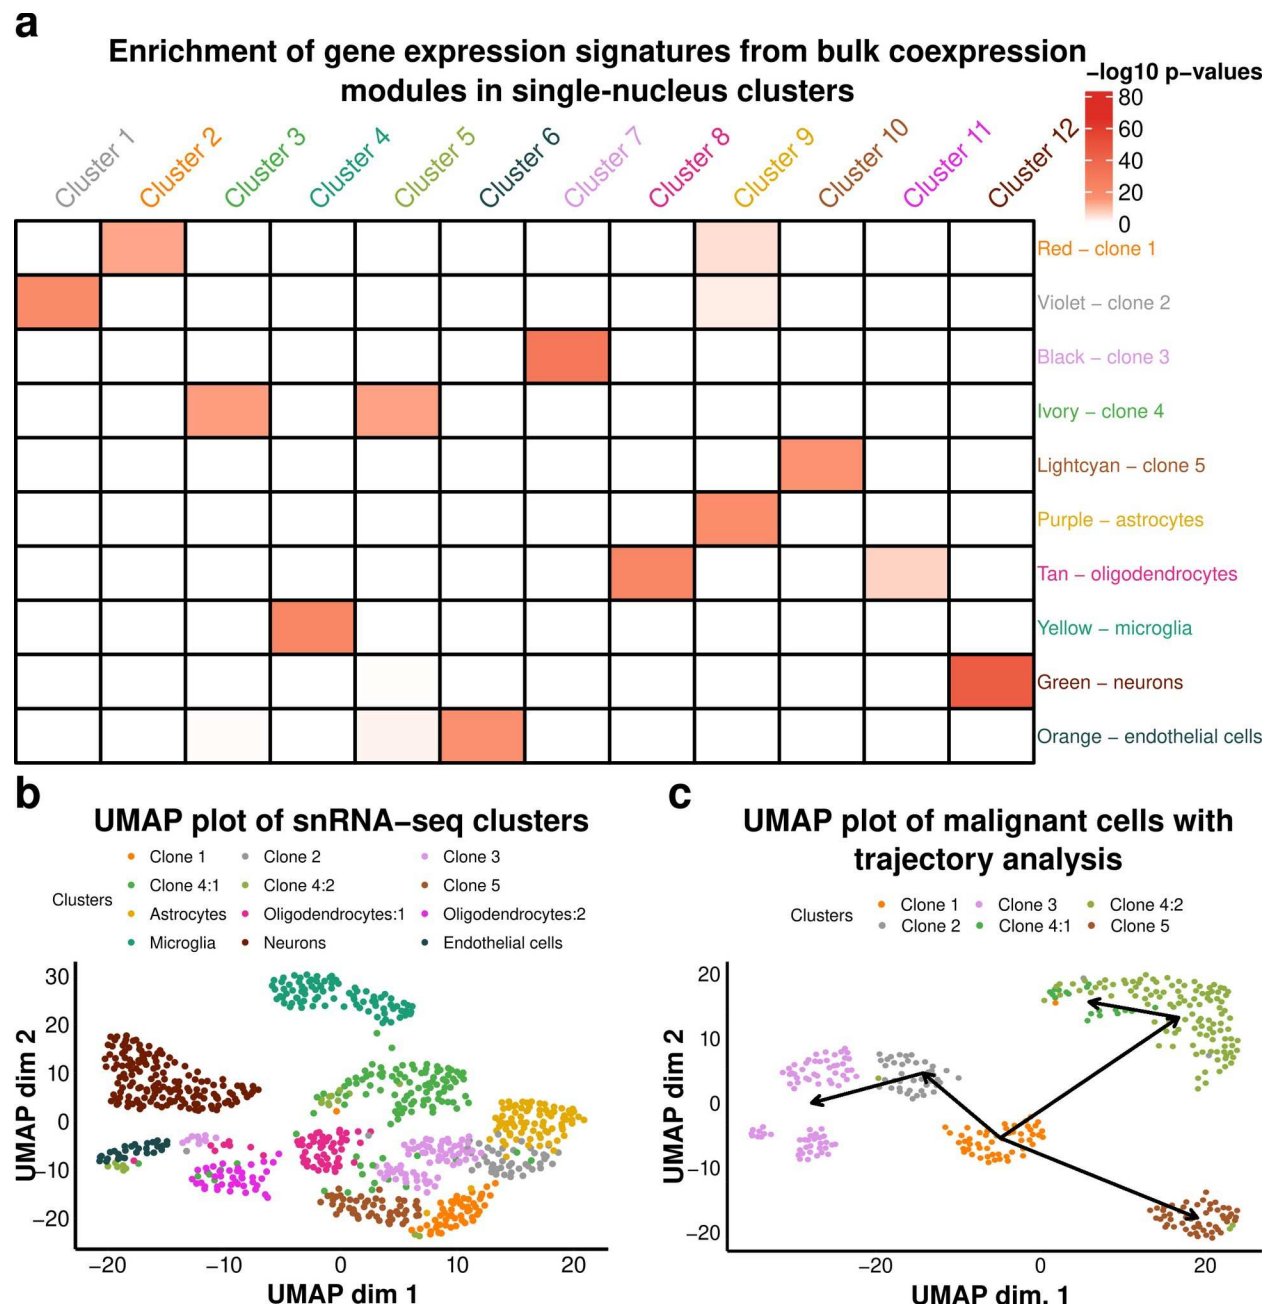 a
Enrichment of gene expression signatures from bulk coexpression
modules in single-nucleus clusters
−log10 p−values
80
60
40
20
0
Cluster 1
Cluster 2
Cluster 3
Cluster 4
Cluster 5
Cluster 6
Cluster 7
Cluster 8
Cluster 9
Cluster 10
Cluster 11
Cluster 12
Red − clone 1
Violet − clone 2
Black − clone 3
Ivory − clone 4
Lightcyan − clone 5
Purple − astrocytes
Tan − oligodendrocytes
Yellow − microglia
Green − neurons
Orange − endothelial cells
b
UMAP plot of snRNA−seq clusters
Clusters
Clone 1 Clone 2 Clone 3
Clone 4:1 Clone 4:2 Clone 5
Astrocytes Oligodendrocytes:1 Oligodendrocytes:2
Microglia Neurons Endothelial cells
UMAP dim 2
30
20
10
0
−10
−20
−20 −10 0 10 20
UMAP dim 1
c
UMAP plot of malignant cells with
trajectory analysis
Clusters
Clone 1 Clone 3 Clone 4:2
Clone 2 Clone 4:1 Clone 5
UMAP dim 2
20
10
0
−10
−20
−20 0 20
UMAP dim. 1